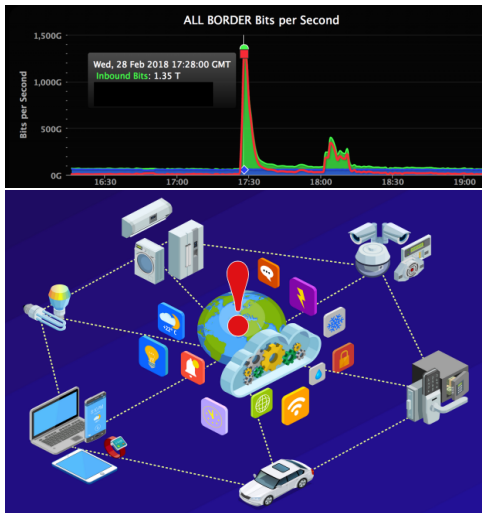 ALL BORDER Bits per Second
1,500G
Wed, 28 Feb 2018 17:28:00 GMT
Inbound Bits: 1.35 T
1,000G
Bits per Second
500G
0G
16:30 17:00 17:30 18:00 18:30 19:00